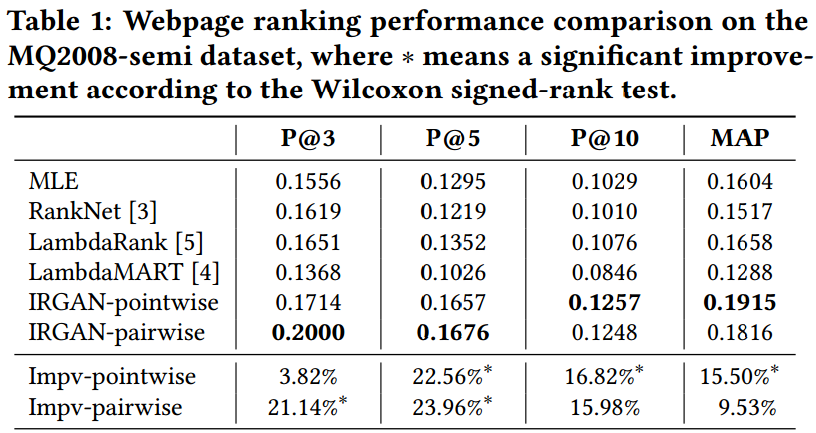 Table 1: Webpage ranking performance comparison on the
MQ2008-semi dataset, where ∗ means a significant improve-
ment according to the Wilcoxon signed-rank test.
P@3 P@5 P@10 MAP
MLE 0.1556 0.1295 0.1029 0.1604
RankNet [3] 0.1619 0.1219 0.1010 0.1517
LambdaRank [5] 0.1651 0.1352 0.1076 0.1658
LambdaMART [4] 0.1368 0.1026 0.0846 0.1288
IRGAN-pointwise 0.1714 0.1657 0.1257 0.1915
IRGAN-pairwise 0.2000 0.1676 0.1248 0.1816
Impv-pointwise 3.82% 22.56%∗ 16.82%∗ 15.50%∗
Impv-pairwise 21.14%∗ 23.96%∗ 15.98% 9.53%